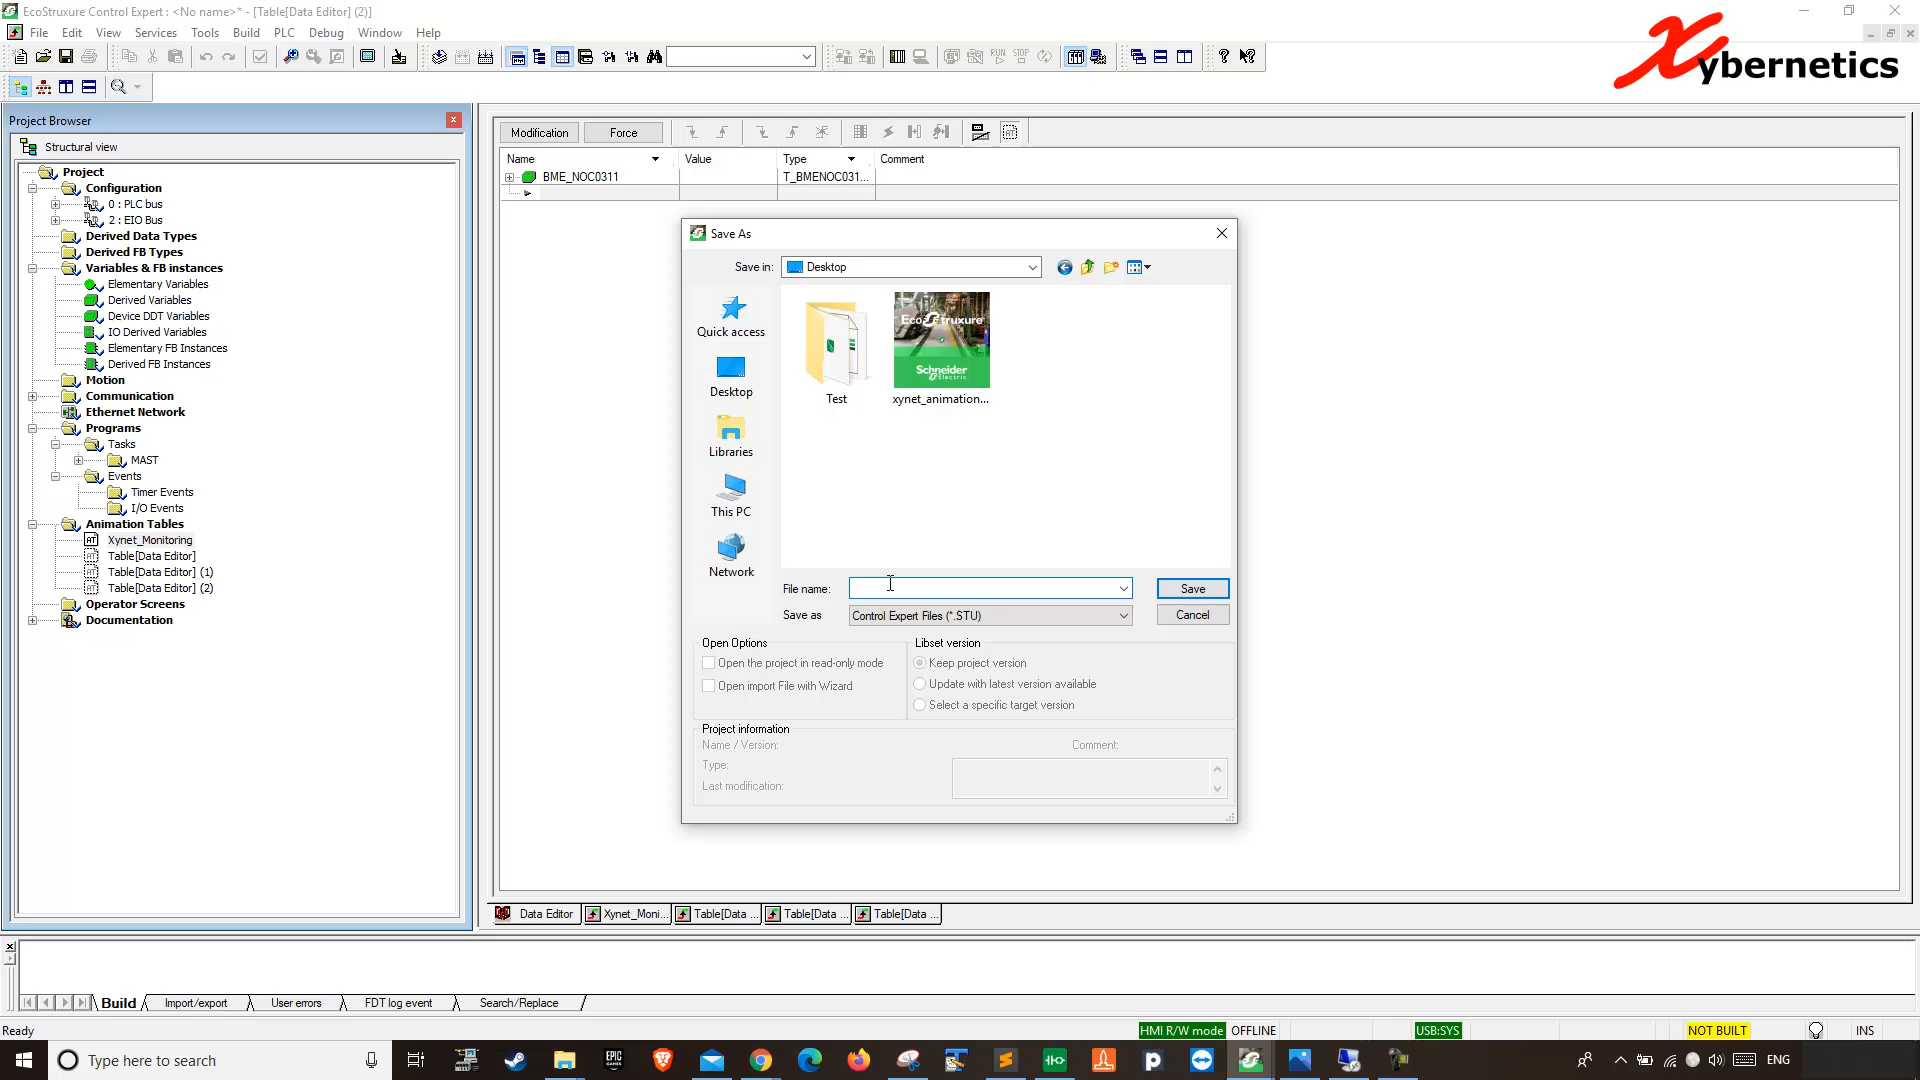 EcoStruxure Control Expert : <No name>* - [Table[Data Editor] (2)]
File Edit View Services Tools Build PLC Debug Window Help
Xybernetics
Project Browser
Structural view
Project
Configuration
0 : PLC bus
2 : EIO Bus
Derived Data Types
Derived FB Types
Variables & FB instances
Elementary Variables
Derived Variables
Device DDT Variables
IO Derived Variables
Elementary FB Instances
Derived FB Instances
Motion
Communication
Ethernet Network
Programs
Tasks
MAST
Events
Timer Events
I/O Events
Animation Tables
Xynet_Monitoring
Table[Data Editor]
Table[Data Editor] (1)
Table[Data Editor] (2)
Operator Screens
Documentation
Modification Force
Name Value Type Comment
BME_NOC0311 T_BMENOC031...
Save As
Save in: Desktop
Quick access
Desktop
Libraries
This PC
Network
EcoStruxure
Schneider
Electric
Test xynet_animation...
File name: Save
Save as Control Expert Files (*.STU) Cancel
Open Options
Open the project in read-only mode
Open import File with Wizard
Libset version
Keep project version
Update with latest version available
Select a specific target version
Project information
Name / Version: Comment:
Type:
Last modification:
Data Editor Xynet_Moni... Table[Data ... Table[Data ... Table[Data ...
Build Import/export User errors FDT log event Search/Replace
Ready HMI R/W mode OFFLINE USB:SYS NOT BUILT INS
Type here to search ENG